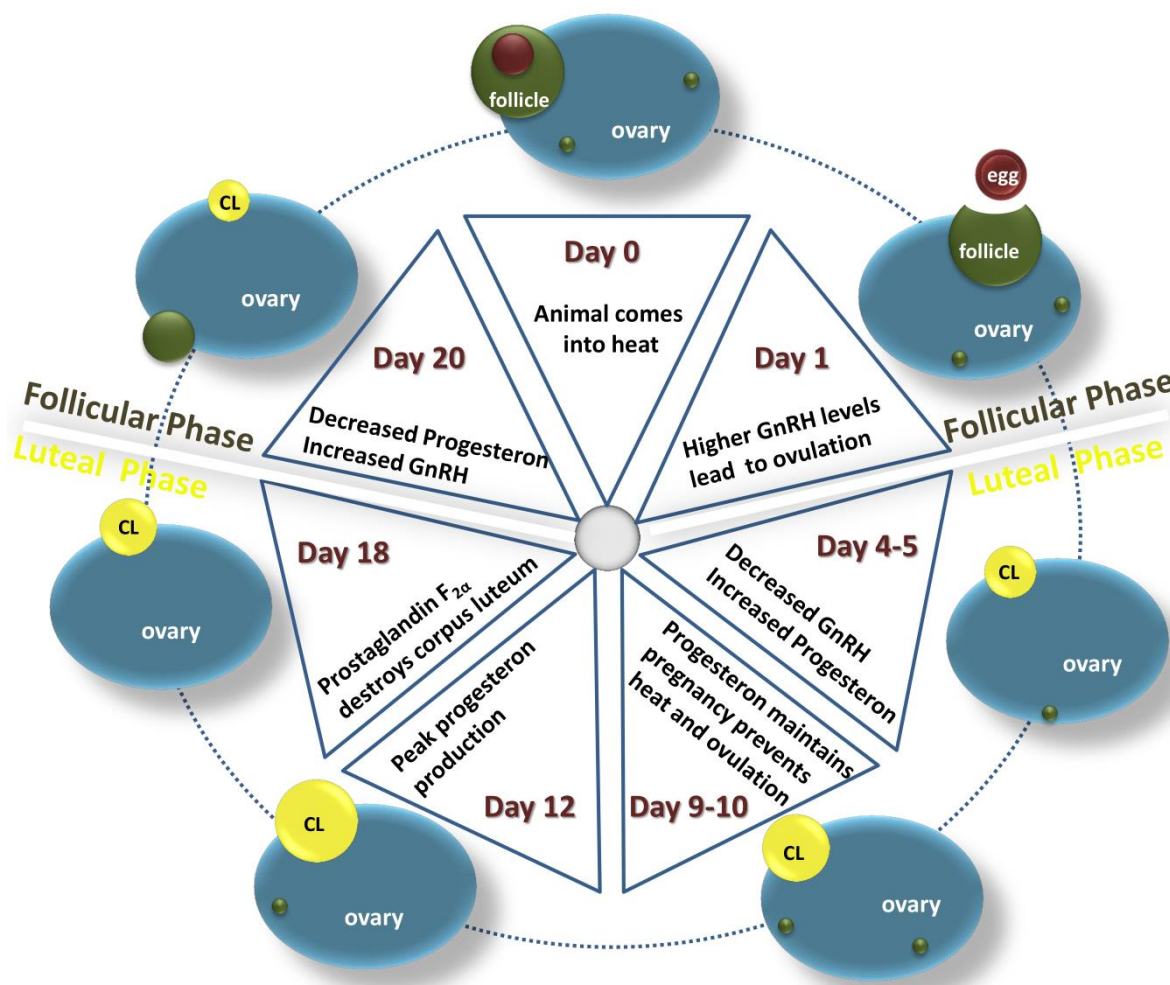 follicle
ovary
egg
follicle
ovary
CL
ovary
Day 0
Animal comes
into heat
Day 1
Higher GnRH levels
lead to ovulation
Day 20
Decreased Progesteron
Increased GnRH
Follicular Phase
Luteal Phase
Follicular Phase
Luteal Phase
Day 18
Prostaglandin F2α
destroys corpus luteum
Day 4-5
Decreased GnRH
Increased Progesteron
CL
ovary
CL
ovary
Peak progesteron
production
Day 12
Progesteron maintains
pregnancy prevents
heat and ovulation
Day 9-10
CL
ovary
CL
ovary